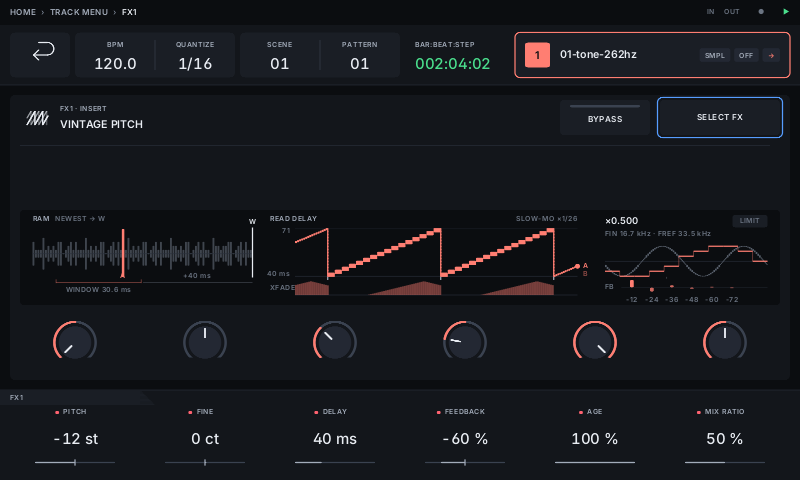 HOME › TRACK MENU › FX1
IN OUT
BPM
120.0
QUANTIZE
1/16
SCENE
01
PATTERN
01
BAR:BEAT:STEP
002:04:02
1
01-tone-262hz
SMPL
OFF
→
FX1 · INSERT
VINTAGE PITCH
BYPASS
SELECT FX
RAM NEWEST → W
W
+40 ms
WINDOW 30.6 ms
READ DELAY
SLOW-MO ×1/26
71
40 ms
XFADE
A
B
×0.500
LIMIT
FIN 16.7 kHz · FREF 33.5 kHz
FB
-12 -24 -36 -48 -60 -72
FX1
PITCH
-12 st
FINE
0 ct
DELAY
40 ms
FEEDBACK
-60 %
AGE
100 %
MIX RATIO
50 %